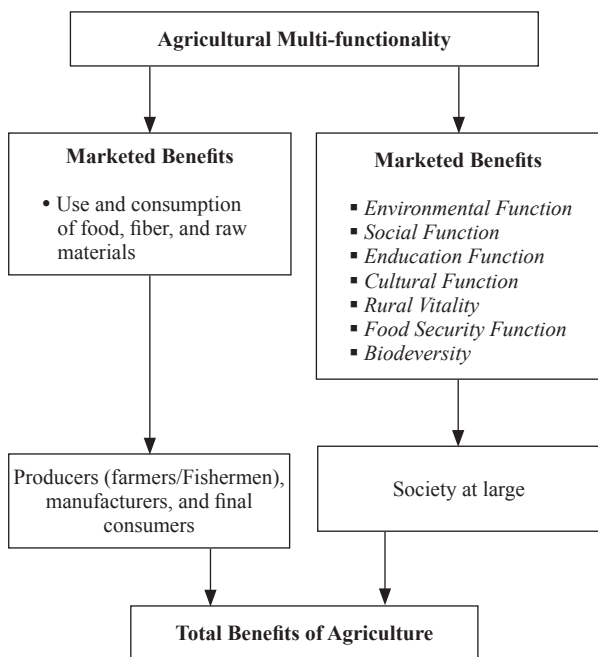 Agricultural Multi-functionality
Marketed Benefits
• Use and consumption
of food, fiber, and raw
materials
Producers (farmers/Fishermen),
manufacturers, and final
consumers
Marketed Benefits
▪ Environmental Function
▪ Social Function
▪ Enducation Function
▪ Cultural Function
▪ Rural Vitality
▪ Food Security Function
▪ Biodeversity
Society at large
Total Benefits of Agriculture